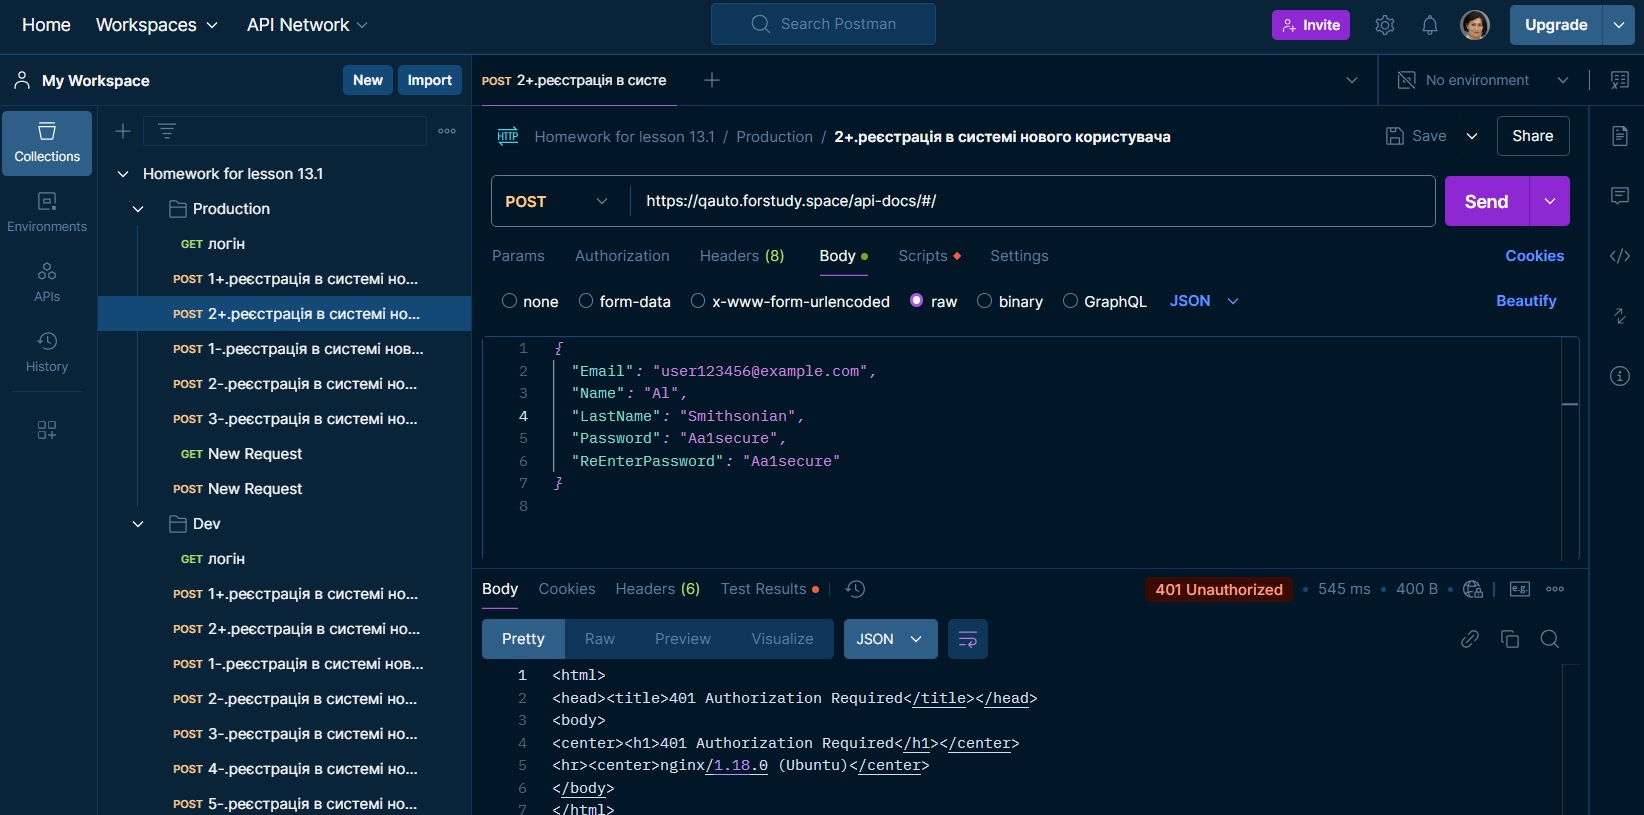 Home Workspaces API Network Search Postman Invite Upgrade
My Workspace New Import POST 2+.реєстрація в систе No environment
Homework for lesson 13.1 / Production / 2+.реєстрація в системі нового користувача Save Share
Collections
Environments
APIs
History
Homework for lesson 13.1
Production
GET логін
POST 1+.реєстрація в системі но...
POST 2+.реєстрація в системі но...
POST 1-.реєстрація в системі нов...
POST 2-.реєстрація в системі но...
POST 3-.реєстрація в системі но...
GET New Request
POST New Request
Dev
GET логін
POST 1+.реєстрація в системі но...
POST 2+.реєстрація в системі но...
POST 1-.реєстрація в системі нов...
POST 2-.реєстрація в системі но...
POST 3-.реєстрація в системі но...
POST 4-.реєстрація в системі но...
POST 5-.реєстрація в системі но...
HTTP
POST https://qauto.forstudy.space/api-docs/#/ Send
Params Authorization Headers (8) Body Scripts Settings Cookies
none form-data x-www-form-urlencoded raw binary GraphQL JSON Beautify
1 {
2 "Email": "user123456@example.com",
3 "Name": "Al",
4 "LastName": "Smithsonian",
5 "Password": "Aa1secure",
6 "ReEnterPassword": "Aa1secure"
7 }
8
Body Cookies Headers (6) Test Results 401 Unauthorized • 545 ms • 400 B • e.g.
Pretty Raw Preview Visualize JSON
1 <html>
2 <head><title>401 Authorization Required</title></head>
3 <body>
4 <center><h1>401 Authorization Required</h1></center>
5 <hr><center>nginx/1.18.0 (Ubuntu)</center>
6 </body>
7 </html>